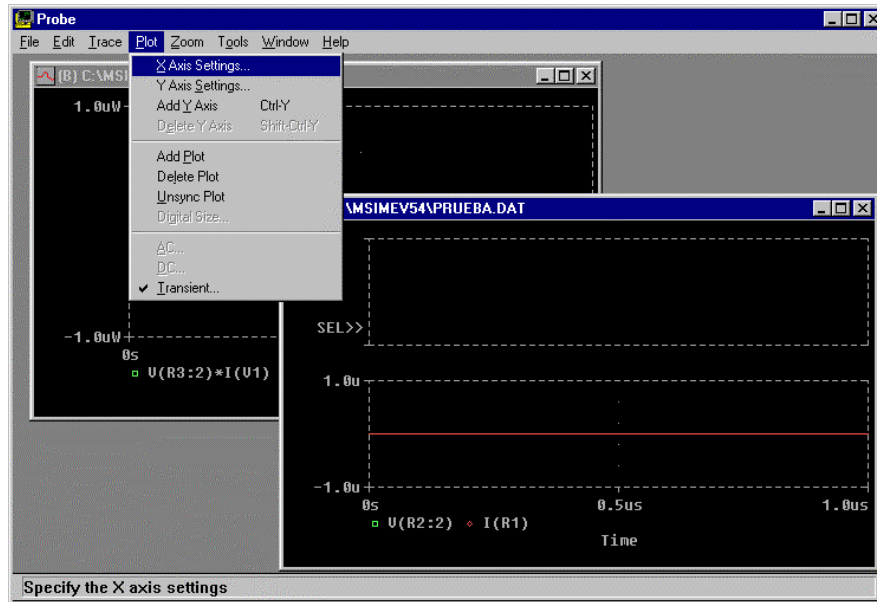 Probe
File Edit Trace Plot Zoom Tools Window Help
X Axis Settings...
Y Axis Settings...
Add Y Axis Ctrl-Y
Delete Y Axis Shift-Ctrl-Y
Add Plot
Delete Plot
Unsync Plot
Digital Size...
AC...
DC...
Transient...
(B) C:\MSI
1.0uW
-1.0uW
0s
V(R3:2)*I(V1)
\MSIMEV54\PRUEBA.DAT
SEL>>
1.0u
-1.0u
0s 0.5us 1.0us
V(R2:2) I(R1)
Time
Specify the X axis settings